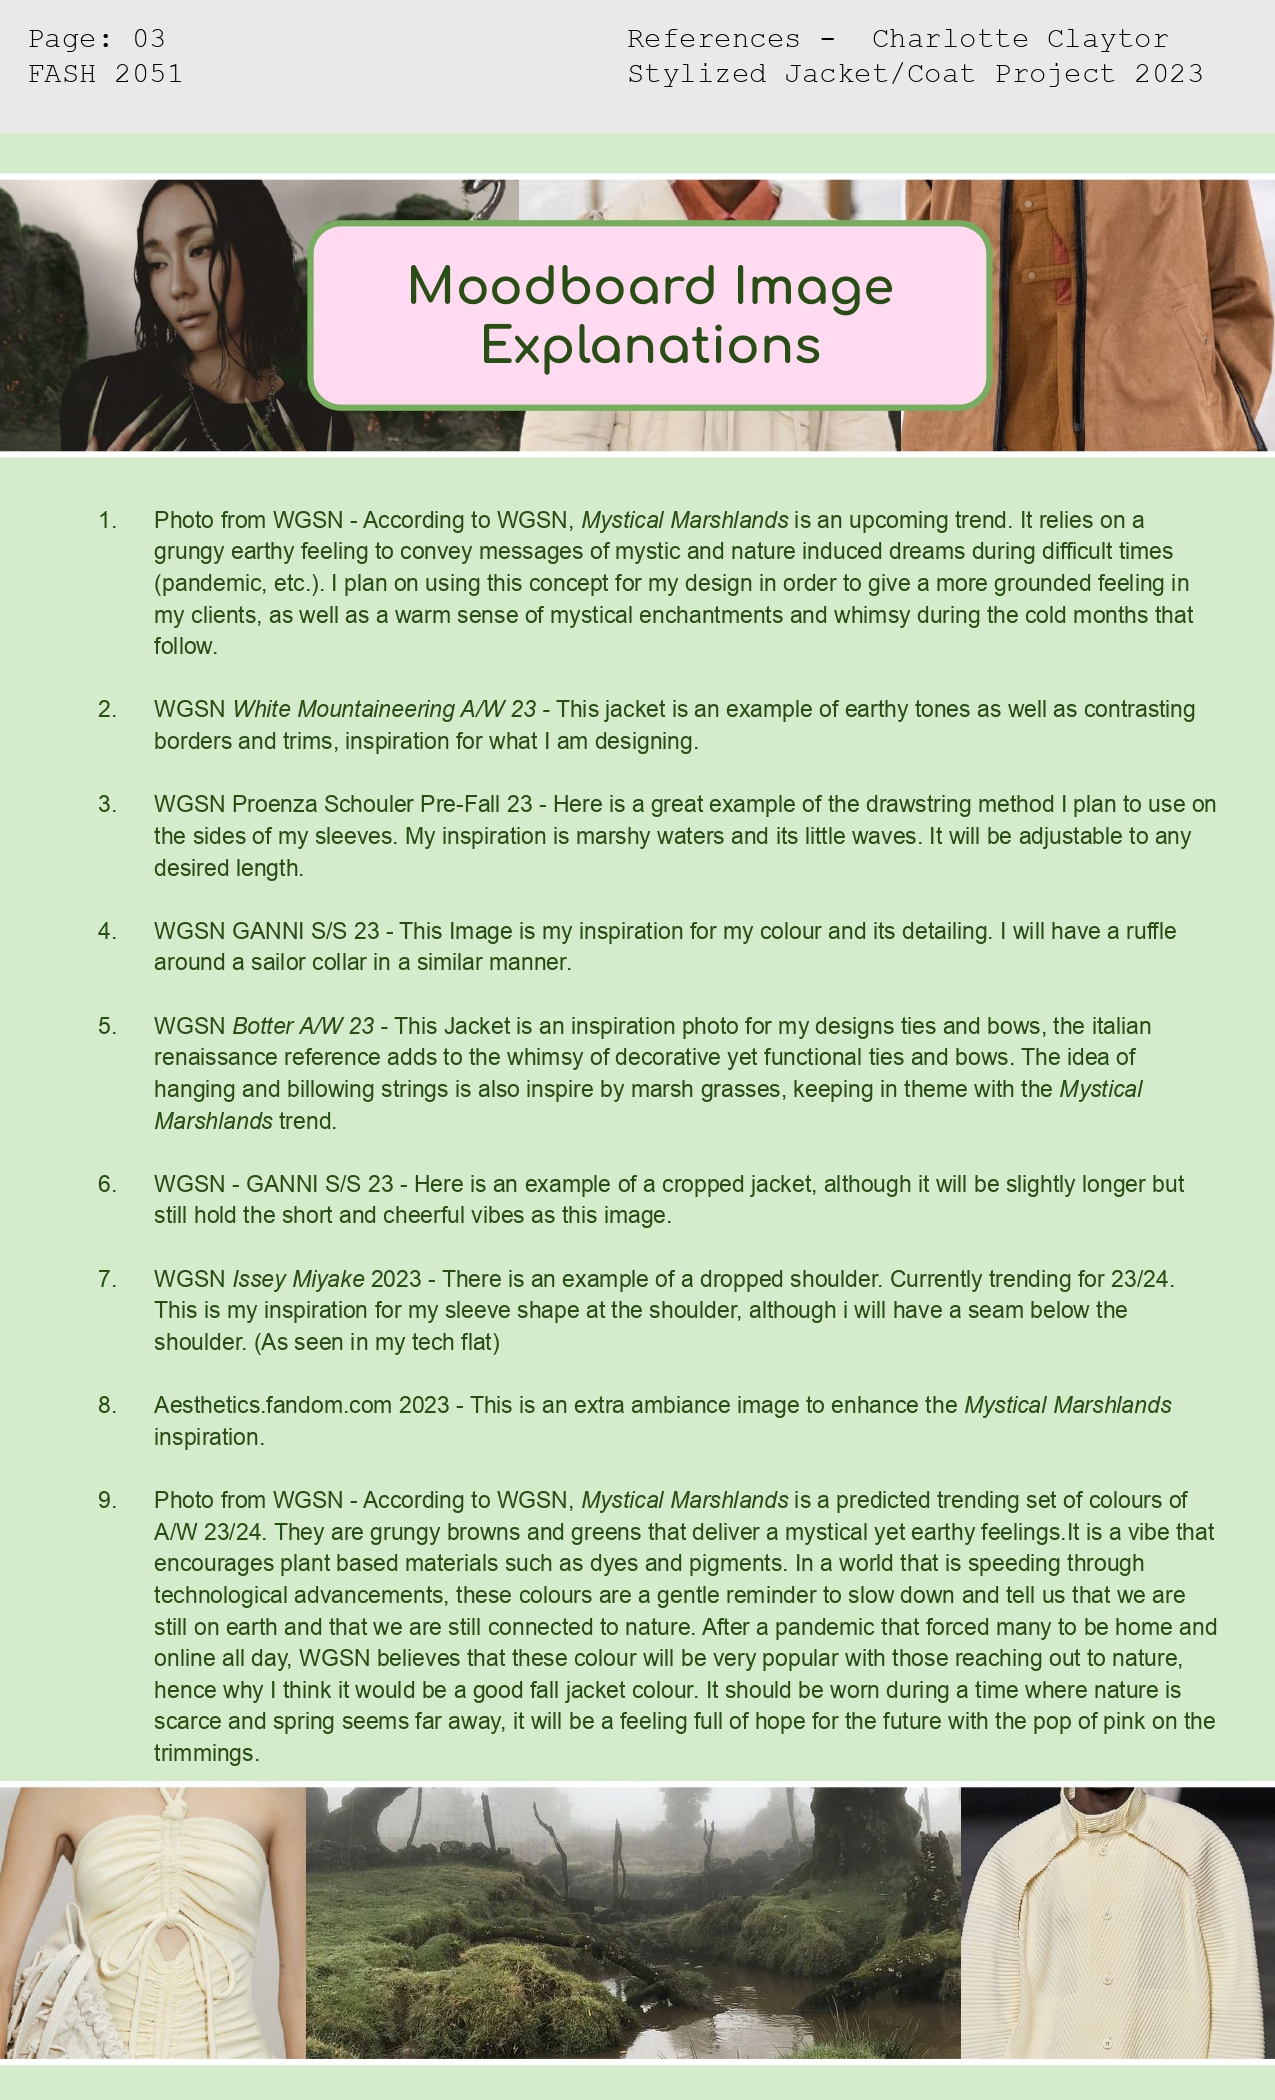 Page: 03
FASH 2051
References -  Charlotte Claytor
Stylized Jacket/Coat Project 2023
Moodboard Image
Explanations
1. Photo from WGSN - According to WGSN, Mystical Marshlands is an upcoming trend. It relies on a
grungy earthy feeling to convey messages of mystic and nature induced dreams during difficult times
(pandemic, etc.). I plan on using this concept for my design in order to give a more grounded feeling in
my clients, as well as a warm sense of mystical enchantments and whimsy during the cold months that
follow.
2. WGSN White Mountaineering A/W 23 - This jacket is an example of earthy tones as well as contrasting
borders and trims, inspiration for what I am designing.
3. WGSN Proenza Schouler Pre-Fall 23 - Here is a great example of the drawstring method I plan to use on
the sides of my sleeves. My inspiration is marshy waters and its little waves. It will be adjustable to any
desired length.
4. WGSN GANNI S/S 23 - This Image is my inspiration for my colour and its detailing. I will have a ruffle
around a sailor collar in a similar manner.
5. WGSN Botter A/W 23 - This Jacket is an inspiration photo for my designs ties and bows, the italian
renaissance reference adds to the whimsy of decorative yet functional ties and bows. The idea of
hanging and billowing strings is also inspire by marsh grasses, keeping in theme with the Mystical
Marshlands trend.
6. WGSN - GANNI S/S 23 - Here is an example of a cropped jacket, although it will be slightly longer but
still hold the short and cheerful vibes as this image.
7. WGSN Issey Miyake 2023 - There is an example of a dropped shoulder. Currently trending for 23/24.
This is my inspiration for my sleeve shape at the shoulder, although i will have a seam below the
shoulder. (As seen in my tech flat)
8. Aesthetics.fandom.com 2023 - This is an extra ambiance image to enhance the Mystical Marshlands
inspiration.
9. Photo from WGSN - According to WGSN, Mystical Marshlands is a predicted trending set of colours of
A/W 23/24. They are grungy browns and greens that deliver a mystical yet earthy feelings.It is a vibe that
encourages plant based materials such as dyes and pigments. In a world that is speeding through
technological advancements, these colours are a gentle reminder to slow down and tell us that we are
still on earth and that we are still connected to nature. After a pandemic that forced many to be home and
online all day, WGSN believes that these colour will be very popular with those reaching out to nature,
hence why I think it would be a good fall jacket colour. It should be worn during a time where nature is
scarce and spring seems far away, it will be a feeling full of hope for the future with the pop of pink on the
trimmings.